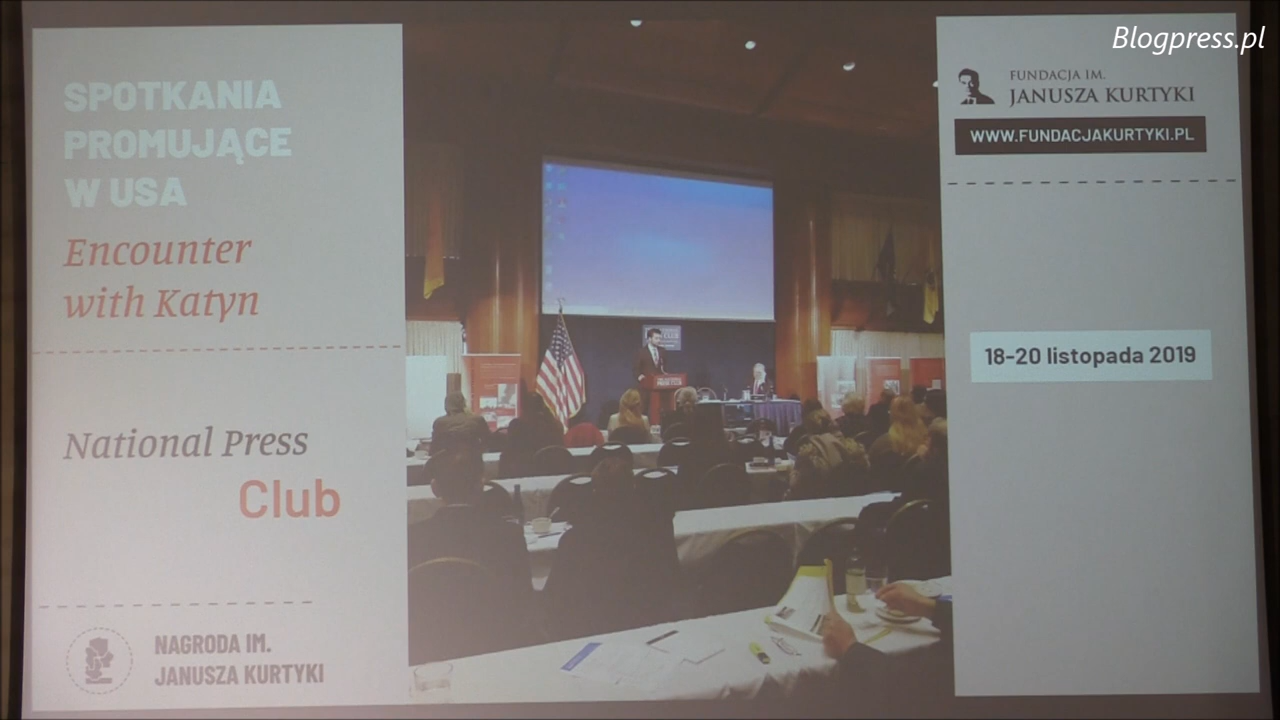 Blogpress.pl
SPOTKANIA
PROMUJĄCE
W USA
Encounter
with Katyn
National Press
Club
NAGRODA IM.
JANUSZA KURTYKI
FUNDACJA IM.
JANUSZA KURTYKI
WWW.FUNDACJAKURTYKI.PL
18-20 listopada 2019